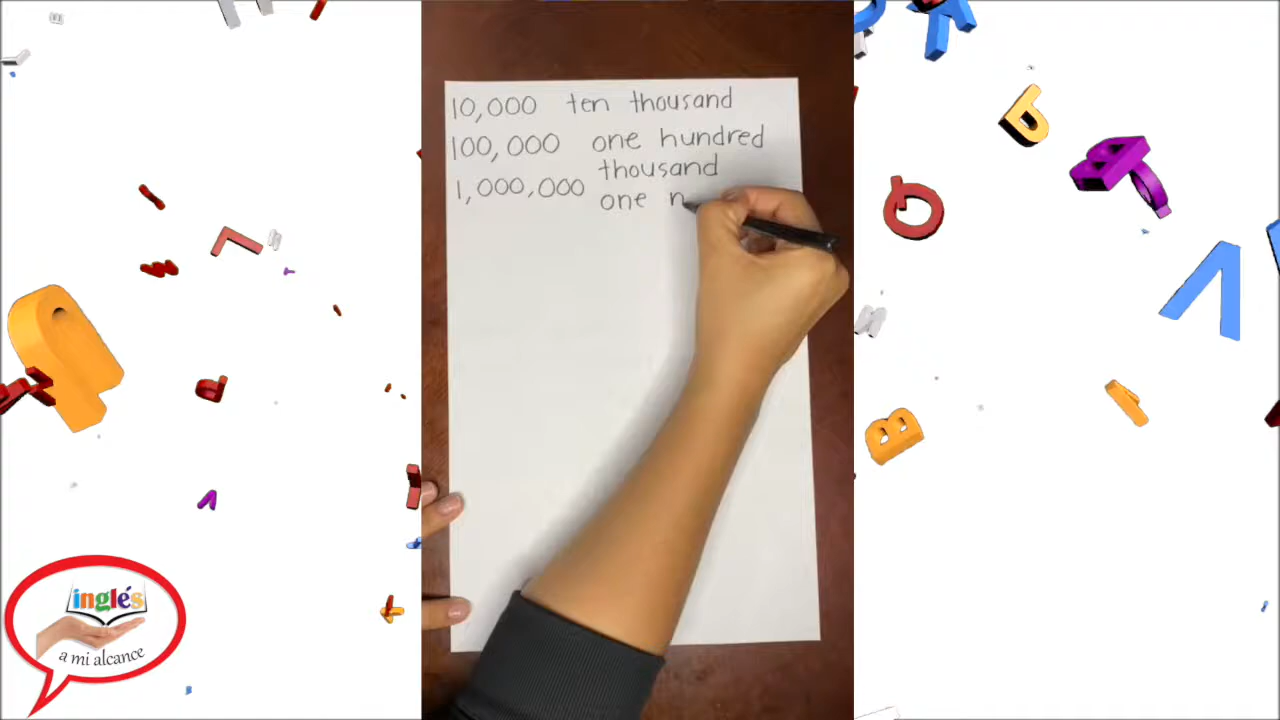 10,000 ten thousand
100,000 one hundred
thousand
1,000,000
one
inglés
a mi alcance